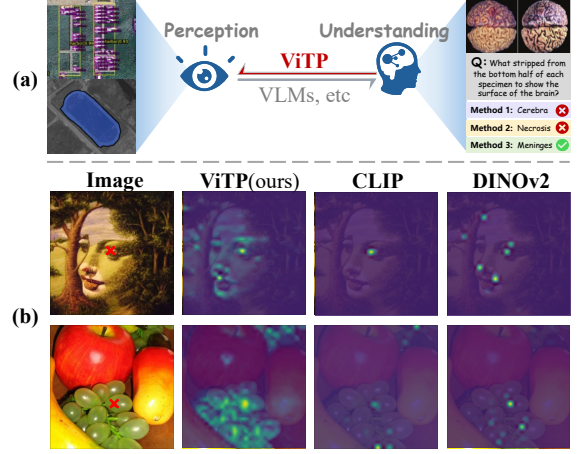 (a)
Perception
Understanding
ViTP
VLMs, etc
Q: What stripped
from the bottom half of each
specimen to show the
surface of the brain?
Method 1: Cerebra
Method 2: Necrosis
Method 3: Meninges
Image
ViTP(ours)
CLIP
DINOv2
(b)